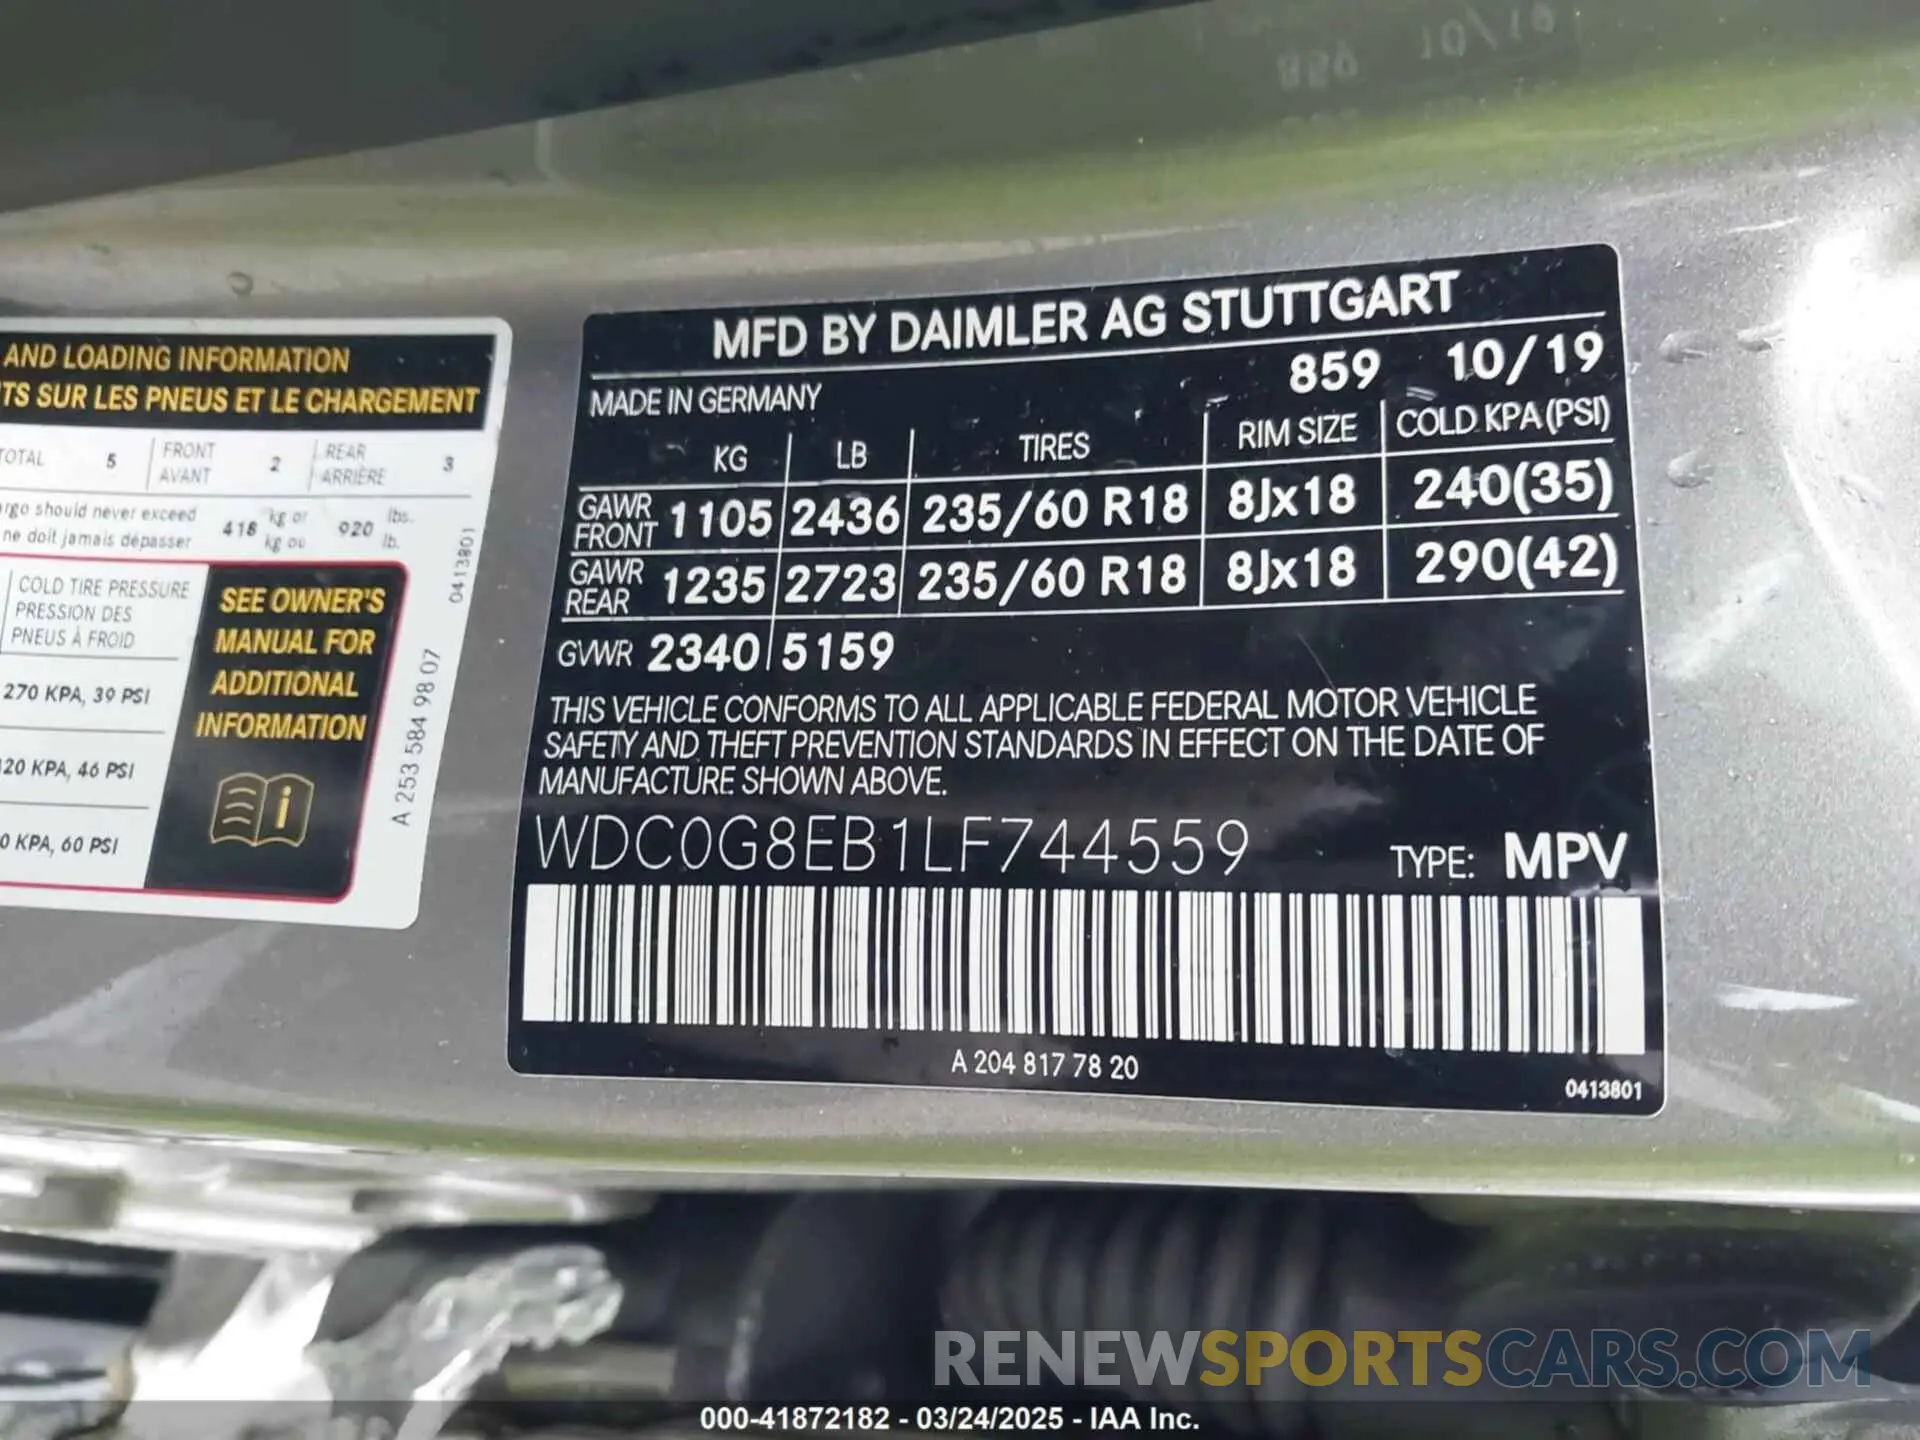 AND LOADING INFORMATION
TS SUR LES PNEUS ET LE CHARGEMENT
TOTAL 5 FRONT AVANT 2 REAR ARRIÈRE 3
rgo should never exceed 418 kg or 920 lbs.
ne doit jamais dépasser kg ou lb.
COLD TIRE PRESSURE
PRESSION DES
PNEUS À FROID
270 KPA, 39 PSI
20 KPA, 46 PSI
0 KPA, 60 PSI
SEE OWNER'S
MANUAL FOR
ADDITIONAL
INFORMATION
0413801
A 253 584 98 07
MFD BY DAIMLER AG STUTTGART
MADE IN GERMANY 859 10/19
KG LB TIRES RIM SIZE COLD KPA (PSI)
GAWR FRONT 1105 2436 235/60 R18 8Jx18 240(35)
GAWR REAR 1235 2723 235/60 R18 8Jx18 290(42)
GVWR 2340 5159
THIS VEHICLE CONFORMS TO ALL APPLICABLE FEDERAL MOTOR VEHICLE
SAFETY AND THEFT PREVENTION STANDARDS IN EFFECT ON THE DATE OF
MANUFACTURE SHOWN ABOVE.
WDC0G8EB1LF744559 TYPE: MPV
A 204 817 78 20
0413801
RENEWSPORTSCARS.COM
000-41872182 - 03/24/2025 - IAA Inc.